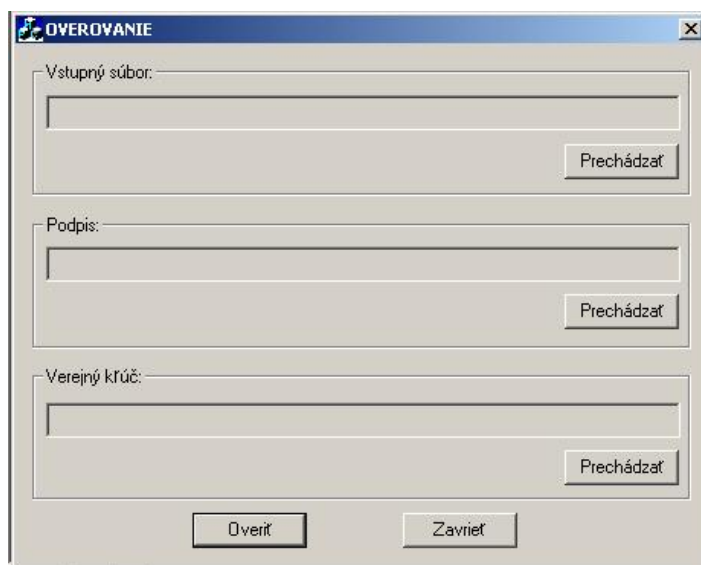 OVEROVANIE
Vstupný súbor:
Prechádzať
Podpis:
Prechádzať
Verejný kľúč:
Prechádzať
Overiť Zavrieť